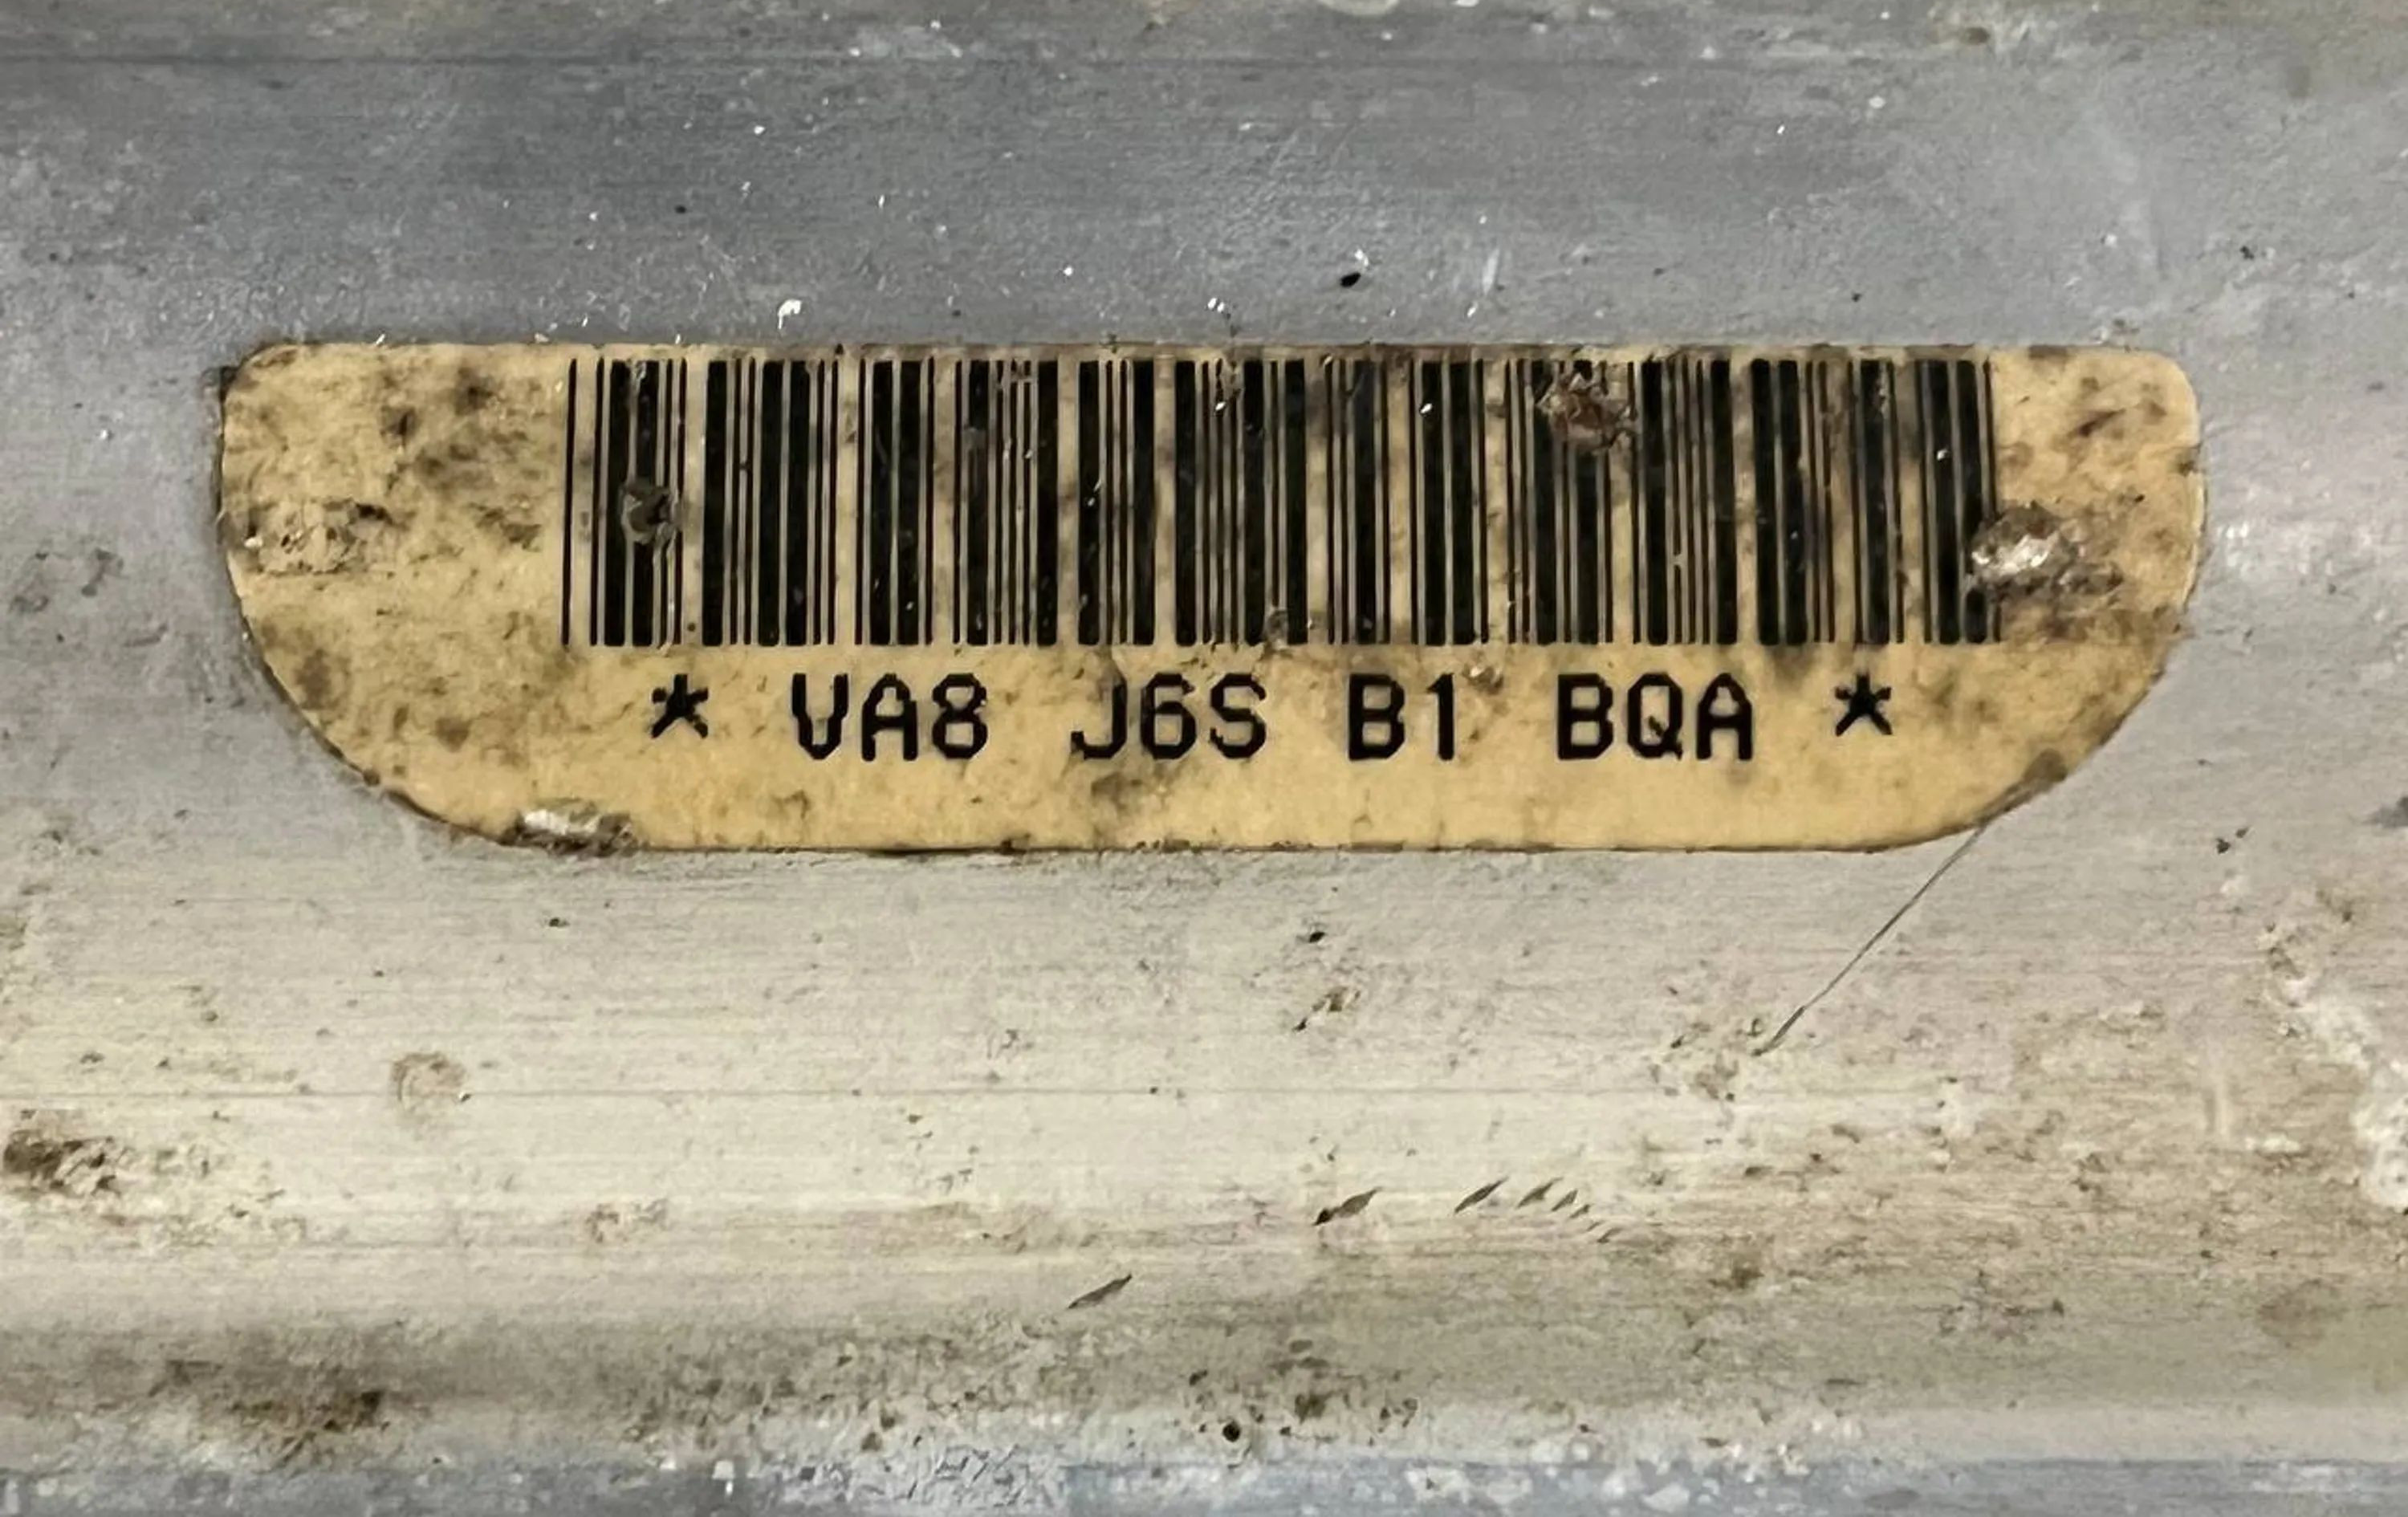 * VA8 J6S B1 BQA *